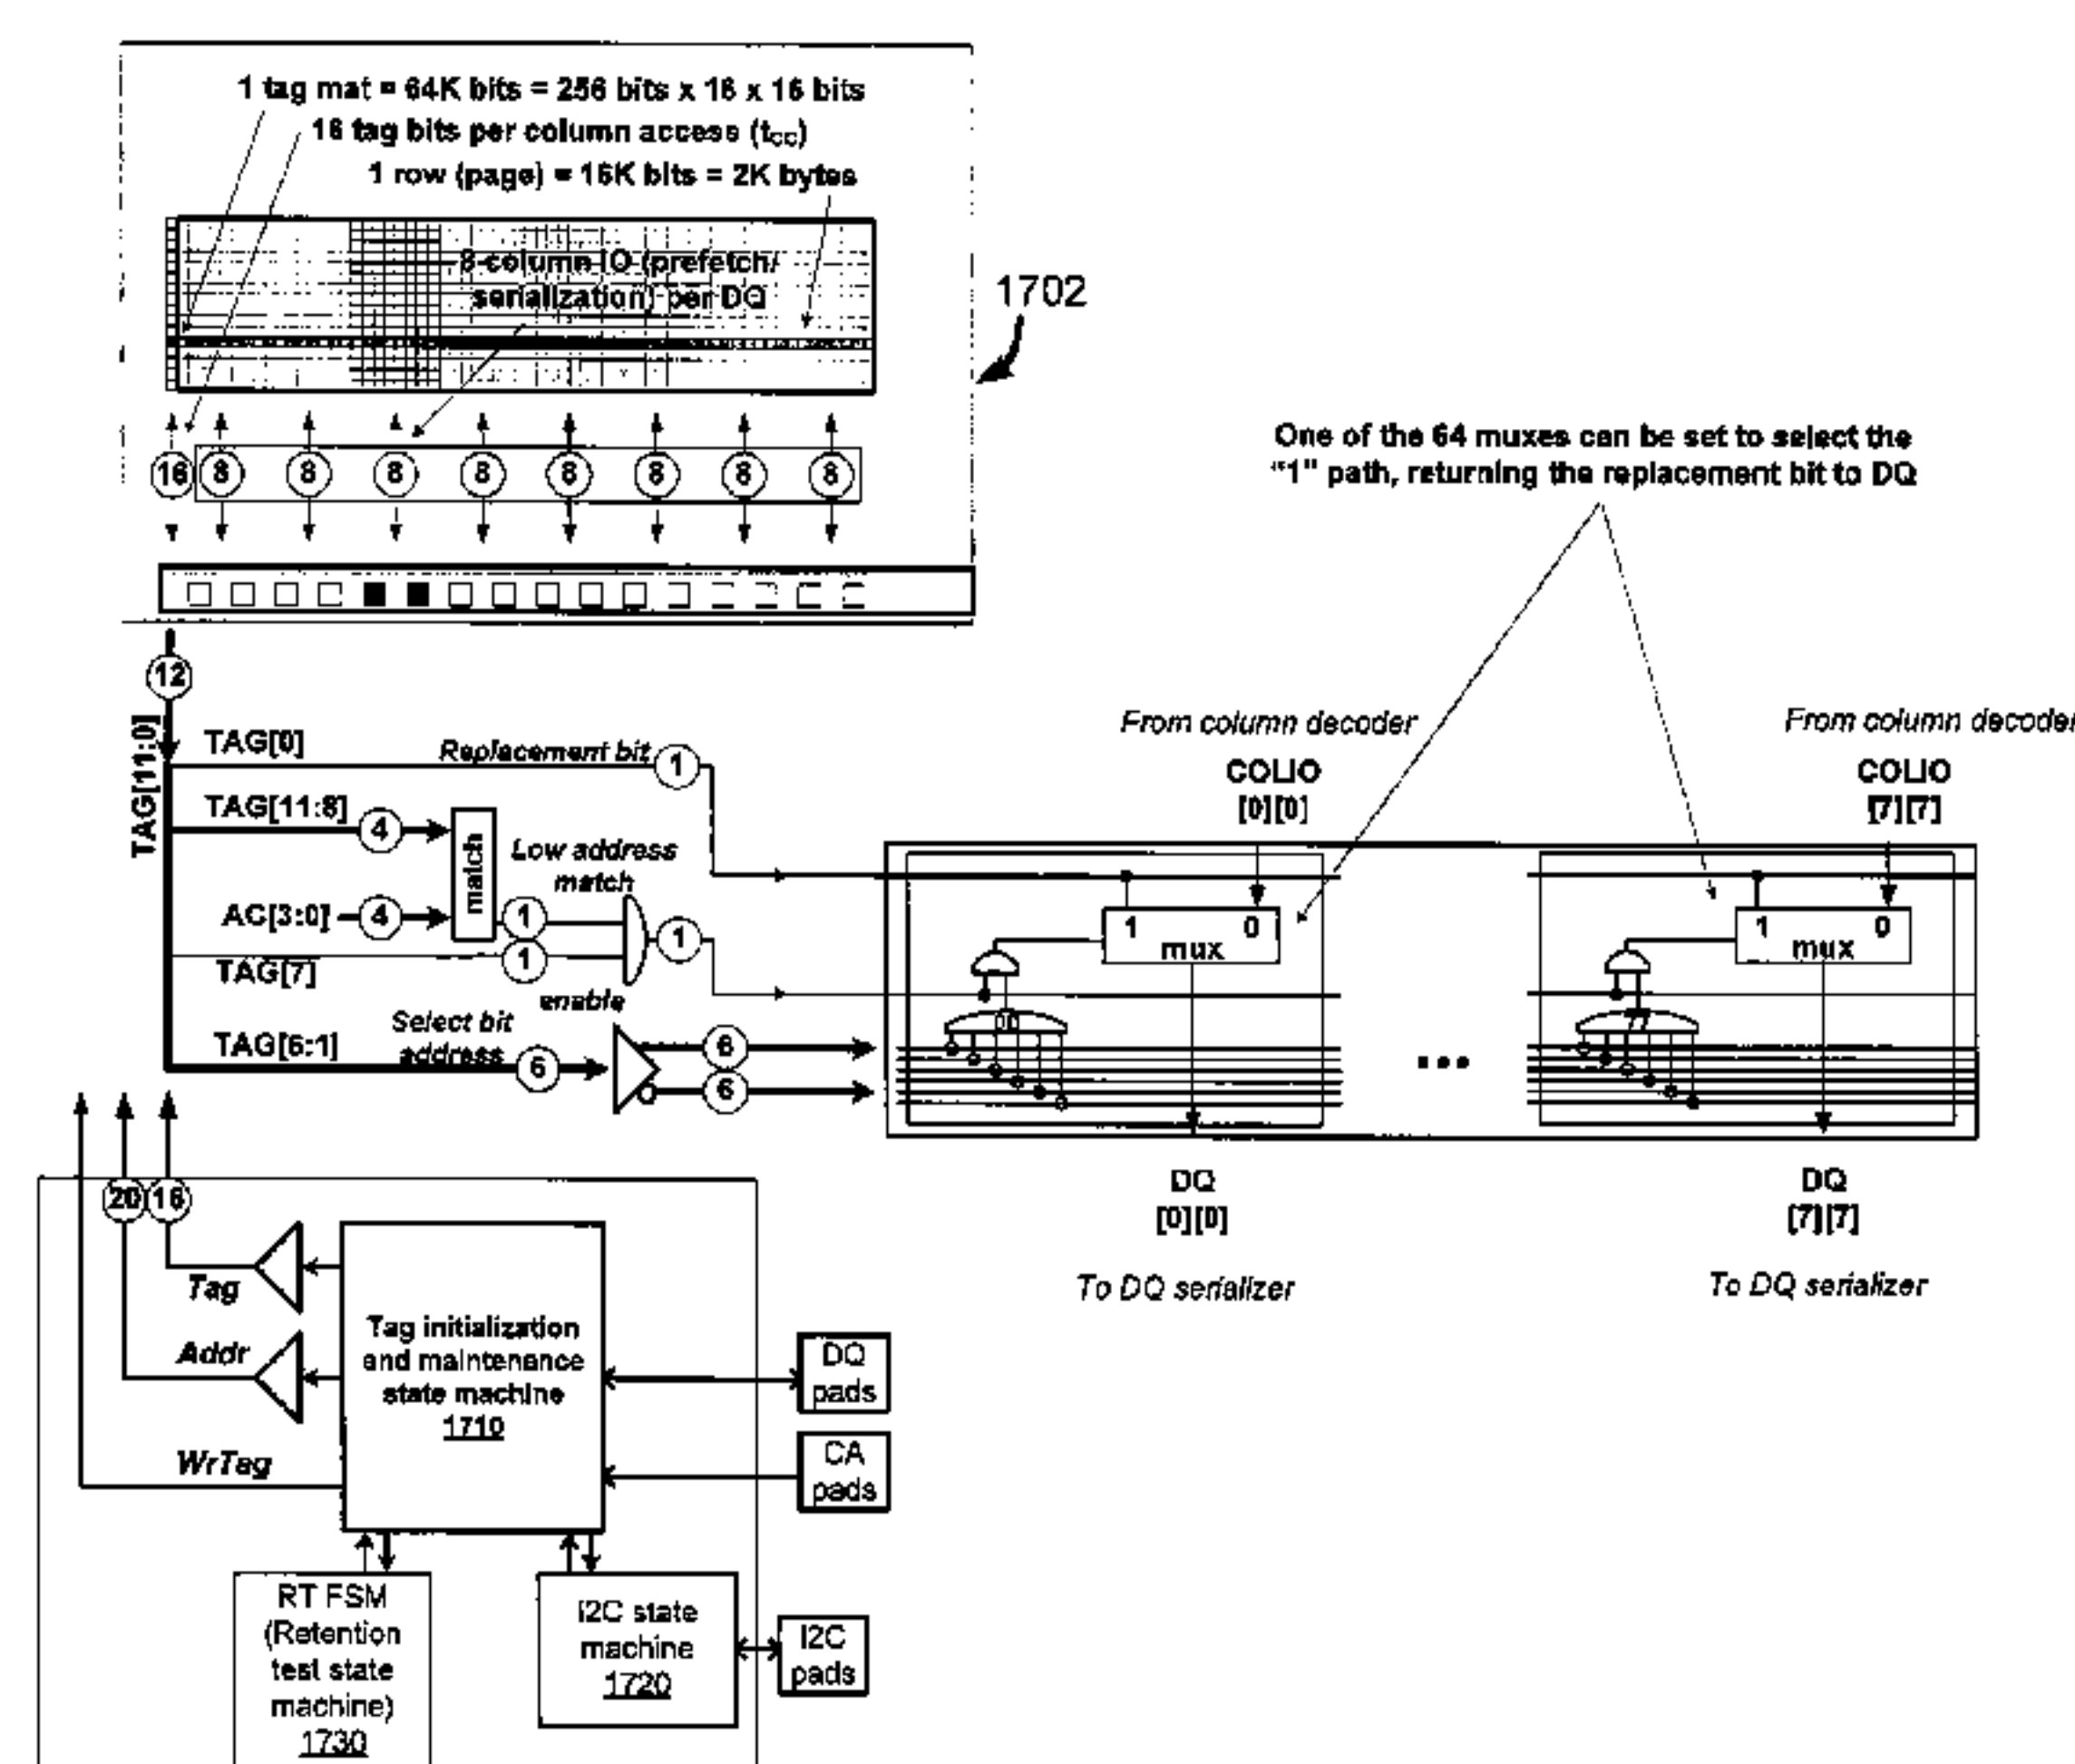 1 tag mat = 64K bits = 256 bits x 16 x 16 bits
16 tag bits per column access (tCC)
1 row (page) = 16K bits = 2K bytes
8-column IO (prefetch/
serialization) per DQ
1702
16 8 8 8 8 8 8 8 8
One of the 64 muxes can be set to select the
"1" path, returning the replacement bit to DQ
12
TAG[11:0]
TAG[0]
Replacement bit
1
TAG[11:8]
4
match
Low address
match
AC[3:0]
4
1
1
1
TAG[7]
enable
Select bit
address
TAG[6:1]
6
6
6
From column decoder
COLIO
[0][0]
1 0
mux
00
DQ
[0][0]
To DQ serializer
...
From column decoder
COLIO
[7][7]
1 0
mux
77
DQ
[7][7]
To DQ serializer
20 16
Tag
Addr
WrTag
Tag initialization
and maintenance
state machine
1710
DQ
pads
CA
pads
RT FSM
(Retention
test state
machine)
1730
I2C state
machine
1720
I2C
pads